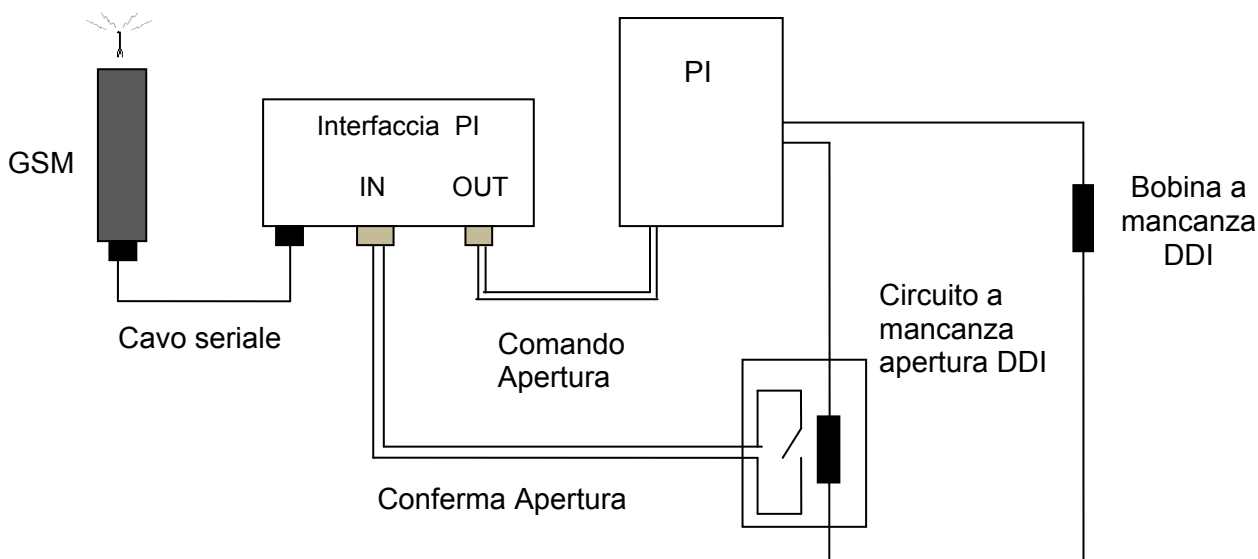 PI
Interfaccia PI
GSM
IN OUT
Bobina a
mancanza
DDI
Cavo seriale
Comando
Apertura
Circuito a
mancanza
apertura DDI
Conferma Apertura